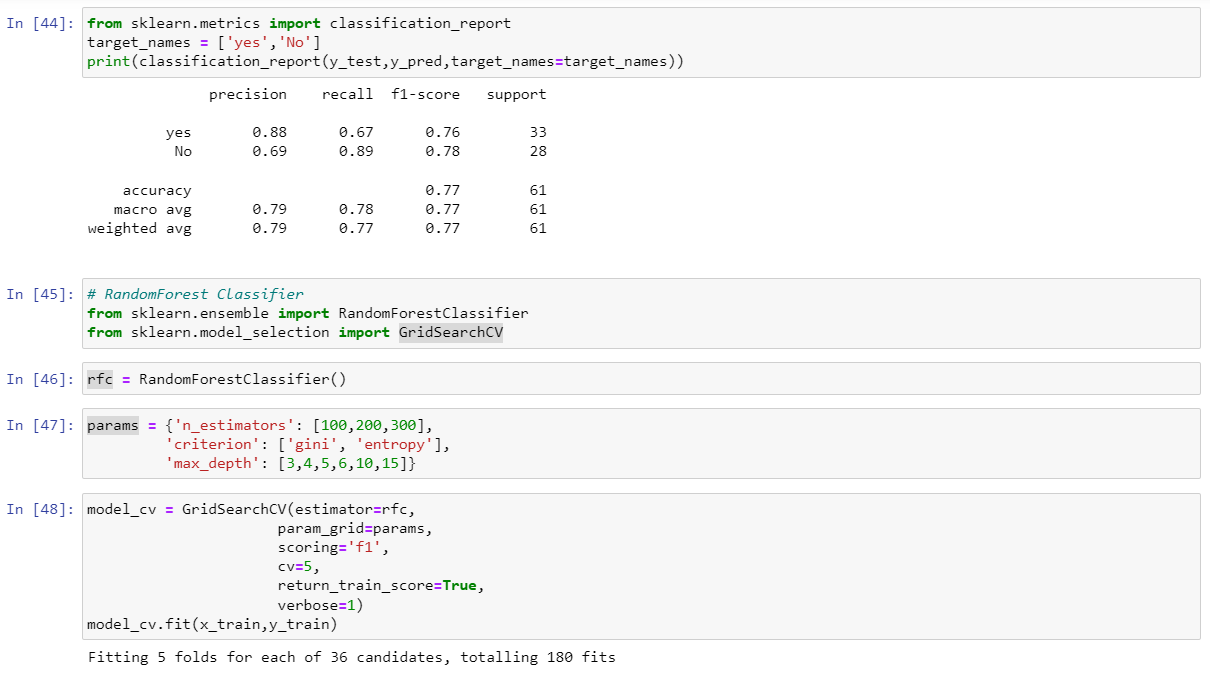 In [44]: from sklearn.metrics import classification_report
target_names = ['yes','No']
print(classification_report(y_test,y_pred,target_names=target_names))
precision recall f1-score support
yes 0.88 0.67 0.76 33
No 0.69 0.89 0.78 28
accuracy 0.77 61
macro avg 0.79 0.78 0.77 61
weighted avg 0.79 0.77 0.77 61
In [45]: # RandomForest Classifier
from sklearn.ensemble import RandomForestClassifier
from sklearn.model_selection import GridSearchCV
In [46]: rfc = RandomForestClassifier()
In [47]: params = {'n_estimators': [100,200,300],
'criterion': ['gini', 'entropy'],
'max_depth': [3,4,5,6,10,15]}
In [48]: model_cv = GridSearchCV(estimator=rfc,
param_grid=params,
scoring='f1',
cv=5,
return_train_score=True,
verbose=1)
model_cv.fit(x_train,y_train)
Fitting 5 folds for each of 36 candidates, totalling 180 fits